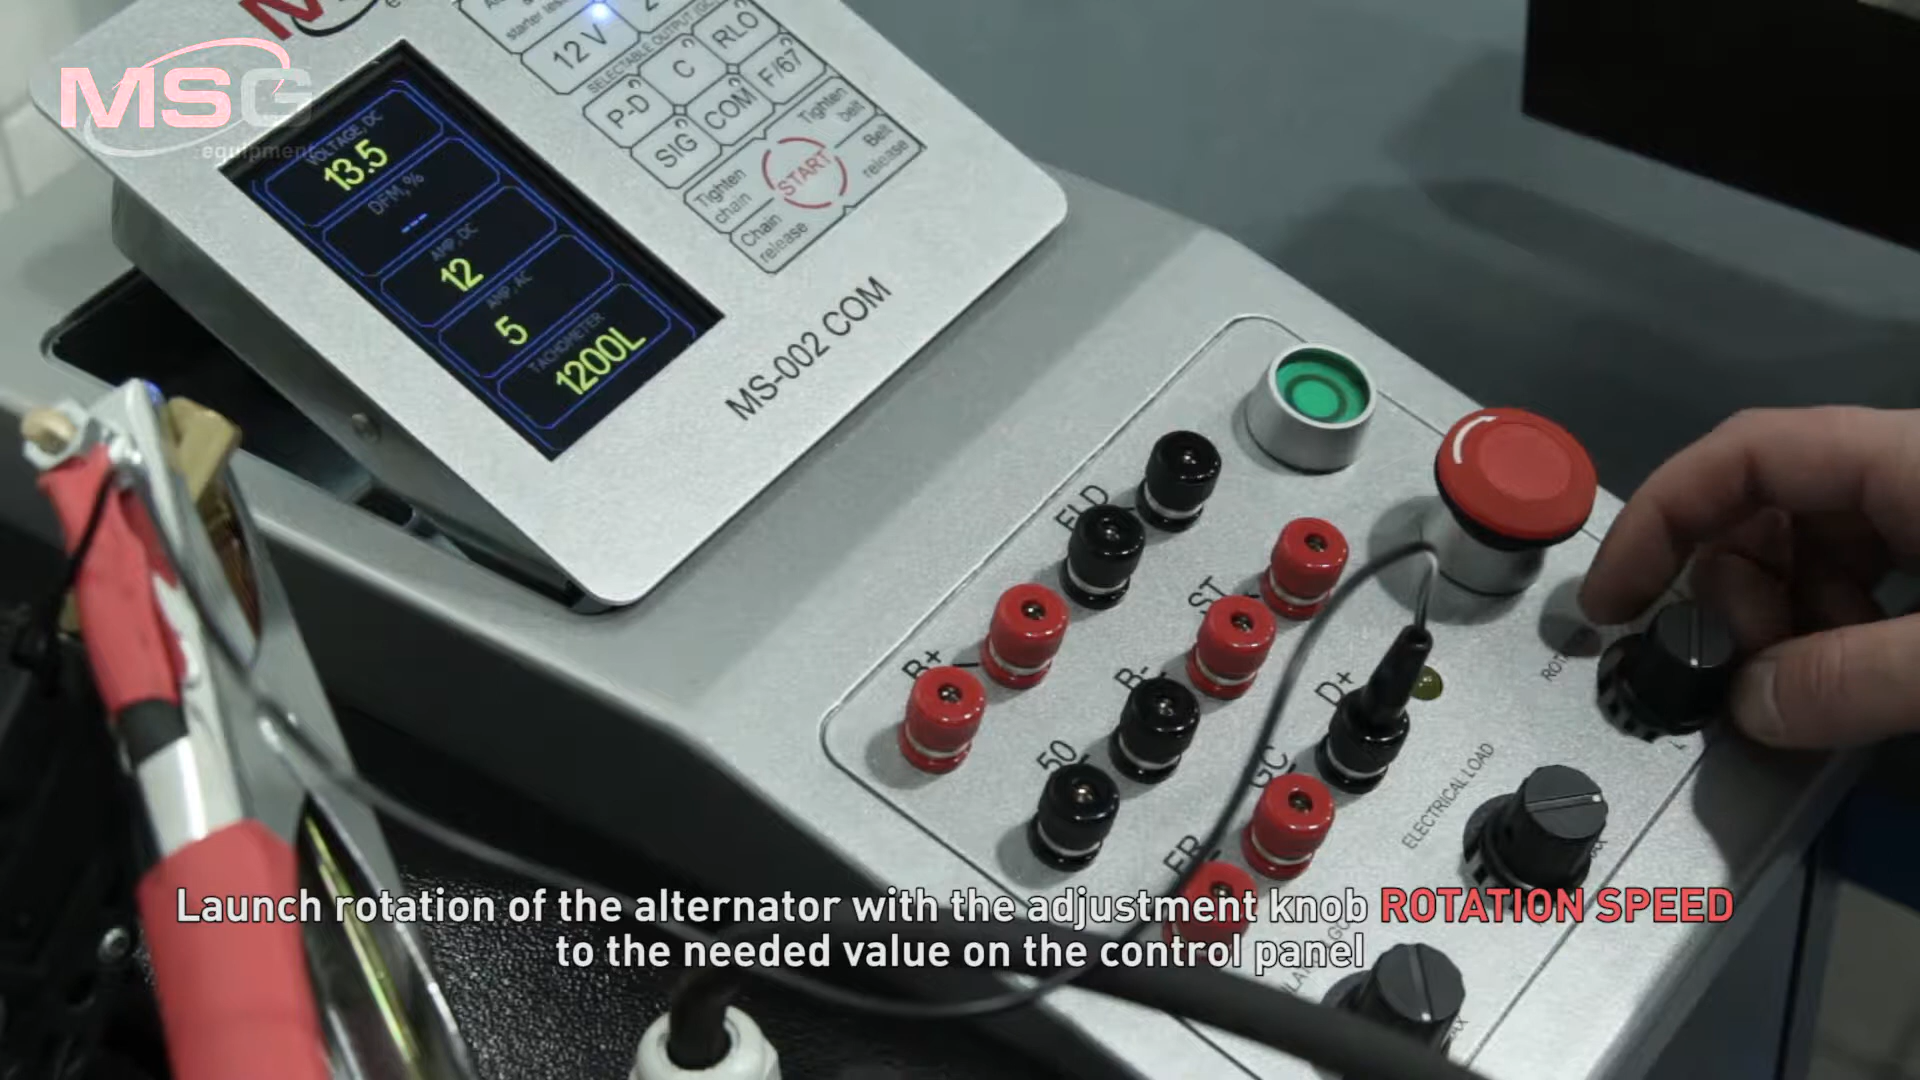 MSG
equipment
12 V
SELECTABLE OUTPUT (GC)
P-D
C
RLO
SIG
COM
F/67
Tighten
belt
Belt
release
START
Tighten
chain
Chain
release
VOLTAGE, DC
13.5
DFM, %
---
AMP, DC
12
AMP, AC
5
TACHOMETER
1200L
MS-002 COM
FLD
ST
B+
B-
D+
50
GC
FR
ELECTRICAL LOAD
Launch rotation of the alternator with the adjustment knob ROTATION SPEED
to the needed value on the control panel